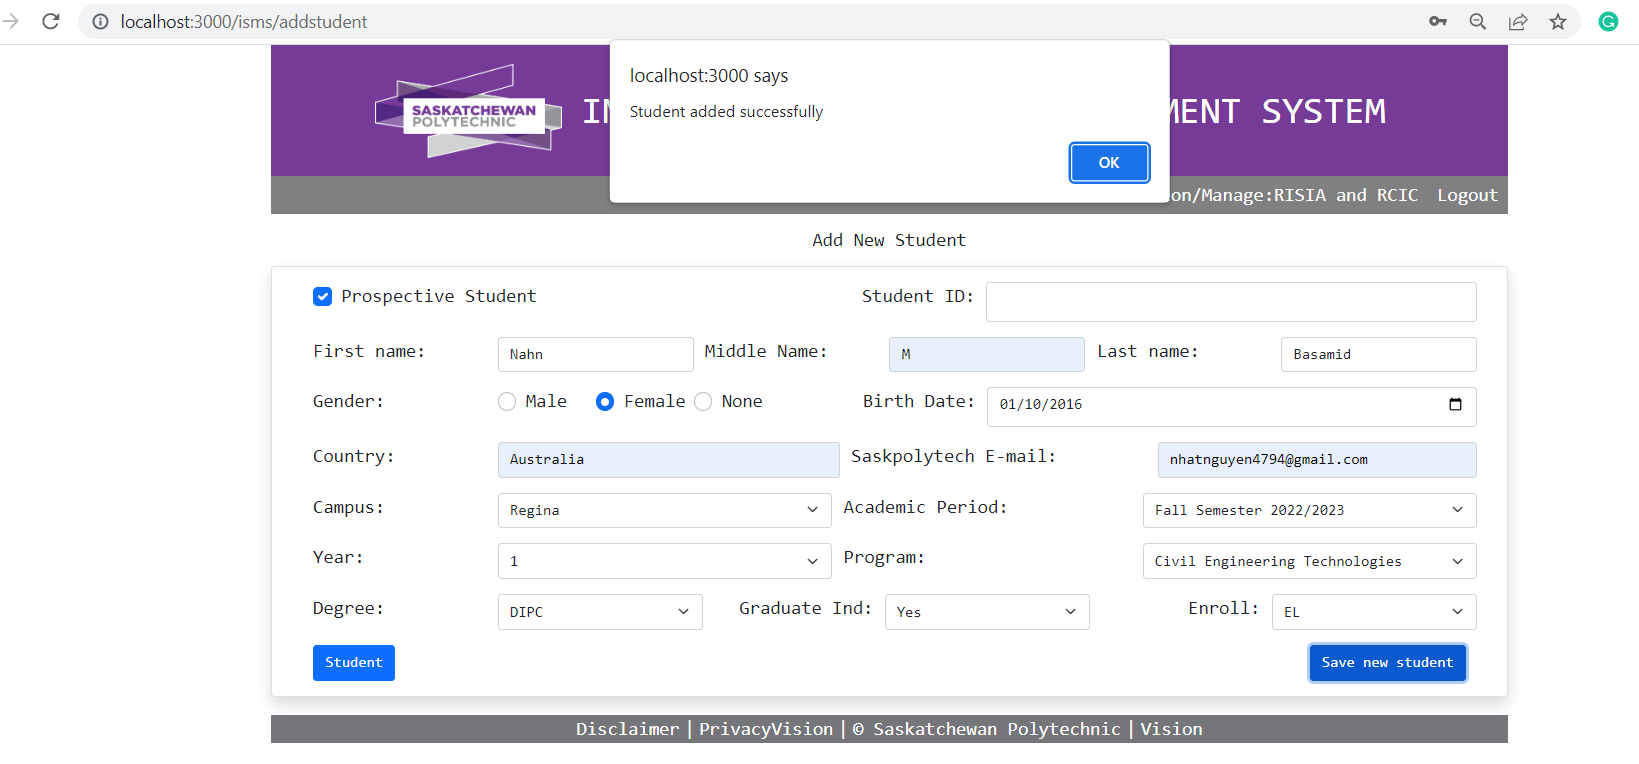 localhost:3000/isms/addstudent
localhost:3000 says
Student added successfully
OK
SASKATCHEWAN
POLYTECHNIC
MENT SYSTEM
on/Manage:RISIA and RCIC Logout
Add New Student
Prospective Student Student ID:
First name: Nahn Middle Name: M Last name: Basamid
Gender: Male Female None Birth Date: 01/10/2016
Country: Australia Saskpolytech E-mail: nhatnguyen4794@gmail.com
Campus: Regina Academic Period: Fall Semester 2022/2023
Year: 1 Program: Civil Engineering Technologies
Degree: DIPC Graduate Ind: Yes Enroll: EL
Student Save new student
Disclaimer | PrivacyVision | © Saskatchewan Polytechnic | Vision